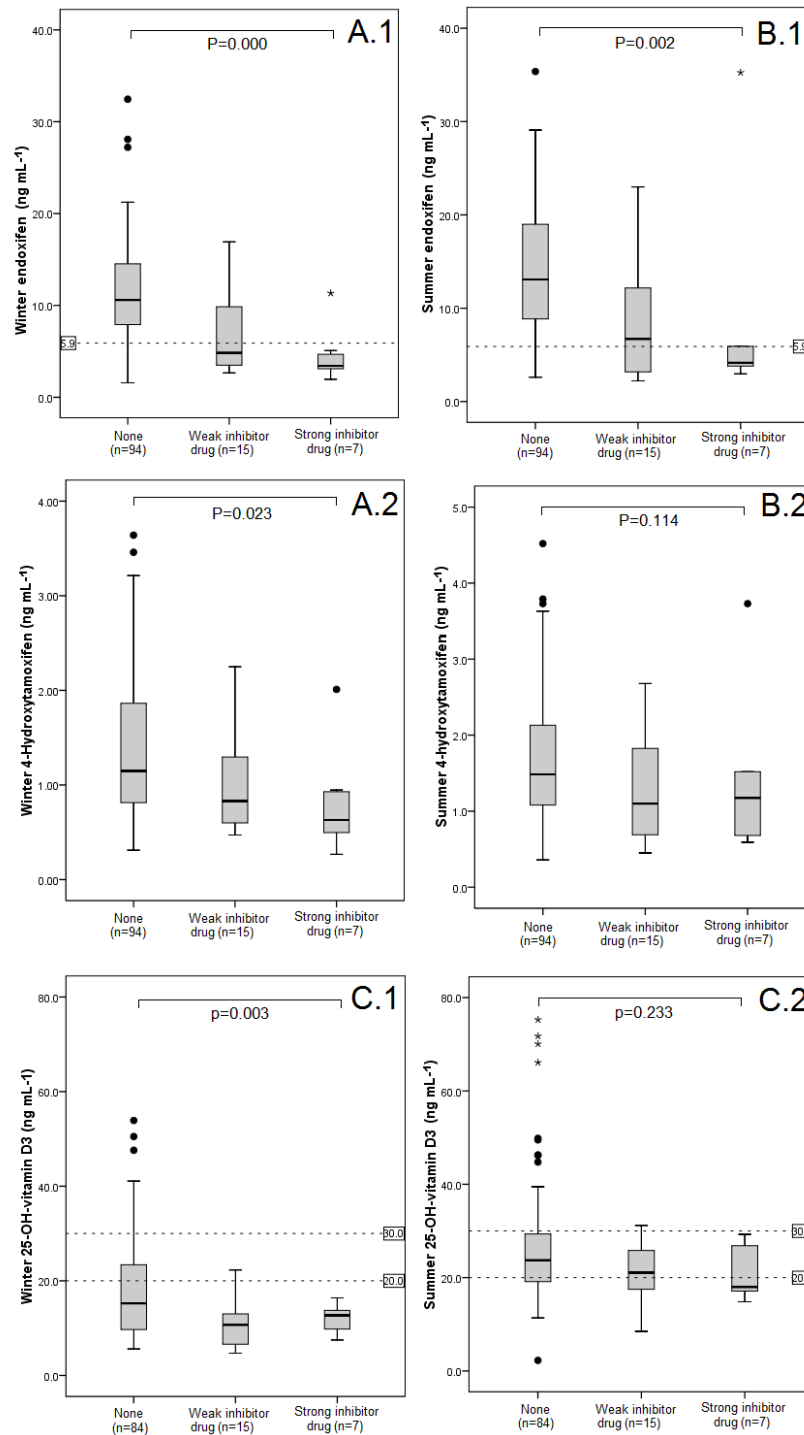 A.1
P=0.000
Winter endoxifen (ng mL-1)
40.0
30.0
20.0
10.0
0.0
5.9
None
(n=94)
Weak inhibitor
drug (n=15)
Strong inhibitor
drug (n=7)
B.1
P=0.002
Summer endoxifen (ng mL-1)
40.0
30.0
20.0
10.0
0.0
5.9
None
(n=94)
Weak inhibitor
drug (n=15)
Strong inhibitor
drug (n=7)
A.2
P=0.023
Winter 4-Hydroxytamoxifen (ng mL-1)
4.00
3.00
2.00
1.00
0.00
None
(n=94)
Weak inhibitor
drug (n=15)
Strong inhibitor
drug (n=7)
B.2
P=0.114
Summer 4-hydroxytamoxifen (ng mL-1)
5.0
4.0
3.0
2.0
1.0
0.0
None
(n=94)
Weak inhibitor
drug (n=15)
Strong inhibitor
drug (n=7)
C.1
p=0.003
Winter 25-OH-vitamin D3 (ng mL-1)
80.0
60.0
40.0
20.0
0.0
30.0
20.0
None
(n=84)
Weak inhibitor
drug (n=15)
Strong inhibitor
drug (n=7)
C.2
p=0.233
Summer 25-OH-vitamin D3 (ng mL-1)
80.0
60.0
40.0
20.0
0.0
30
20
None
(n=84)
Weak inhibitor
drug (n=15)
Strong inhibitor
drug (n=7)